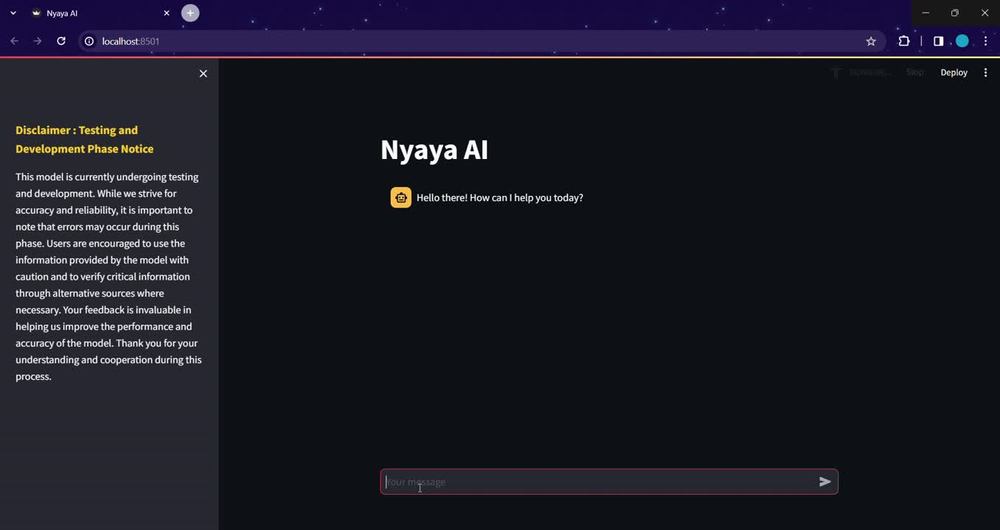 Nyaya AI
localhost:8501
RUNNING...
Stop
Deploy
Disclaimer : Testing and
Development Phase Notice
This model is currently undergoing testing
and development. While we strive for
accuracy and reliability, it is important to
note that errors may occur during this
phase. Users are encouraged to use the
information provided by the model with
caution and to verify critical information
through alternative sources where
necessary. Your feedback is invaluable in
helping us improve the performance and
accuracy of the model. Thank you for your
understanding and cooperation during this
process.
Nyaya AI
Hello there! How can I help you today?
Your message